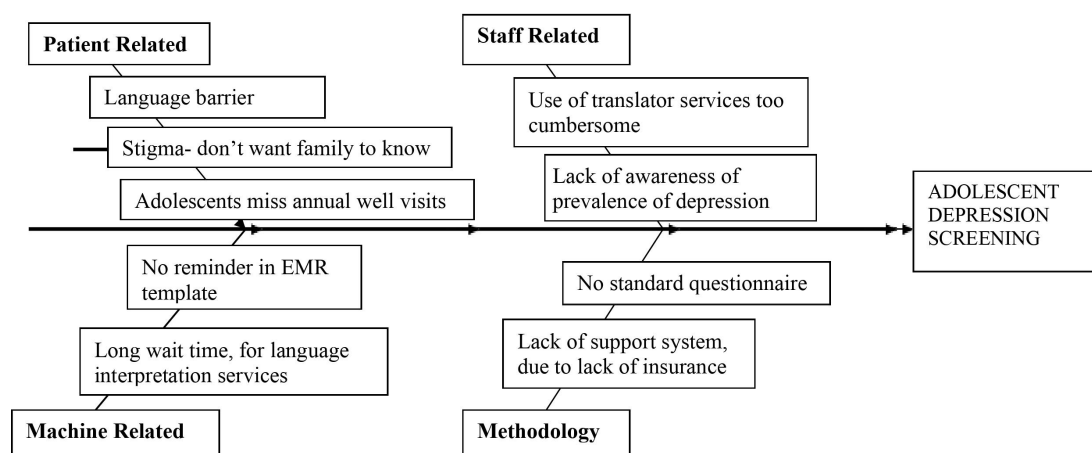 Patient Related
Language barrier
Stigma- don’t want family to know
Adolescents miss annual well visits
Staff Related
Use of translator services too
cumbersome
Lack of awareness of
prevalence of depression
ADOLESCENT
DEPRESSION
SCREENING
No reminder in EMR
template
Long wait time, for language
interpretation services
Machine Related
No standard questionnaire
Lack of support system,
due to lack of insurance
Methodology